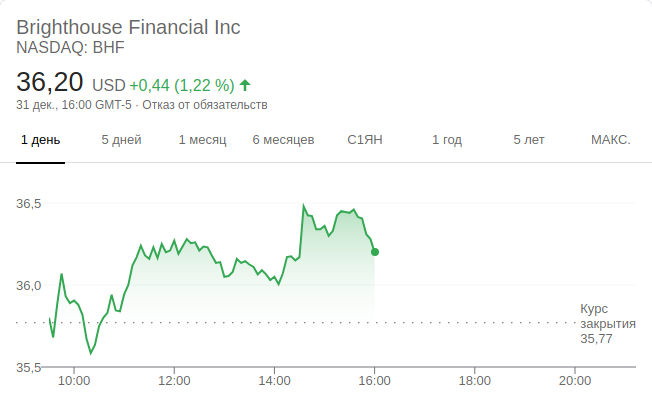 Brighthouse Financial Inc
NASDAQ: BHF
36,20 USD +0,44 (1,22 %)
31 дек., 16:00 GMT-5 · Отказ от обязательств
1 день 5 дней 1 месяц 6 месяцев С1ЯН 1 год 5 лет МАКС.
36.5
36.0
Курс
закрытия
35,77
35,5
10:00 12:00 14:00 16:00 18:00 20:00